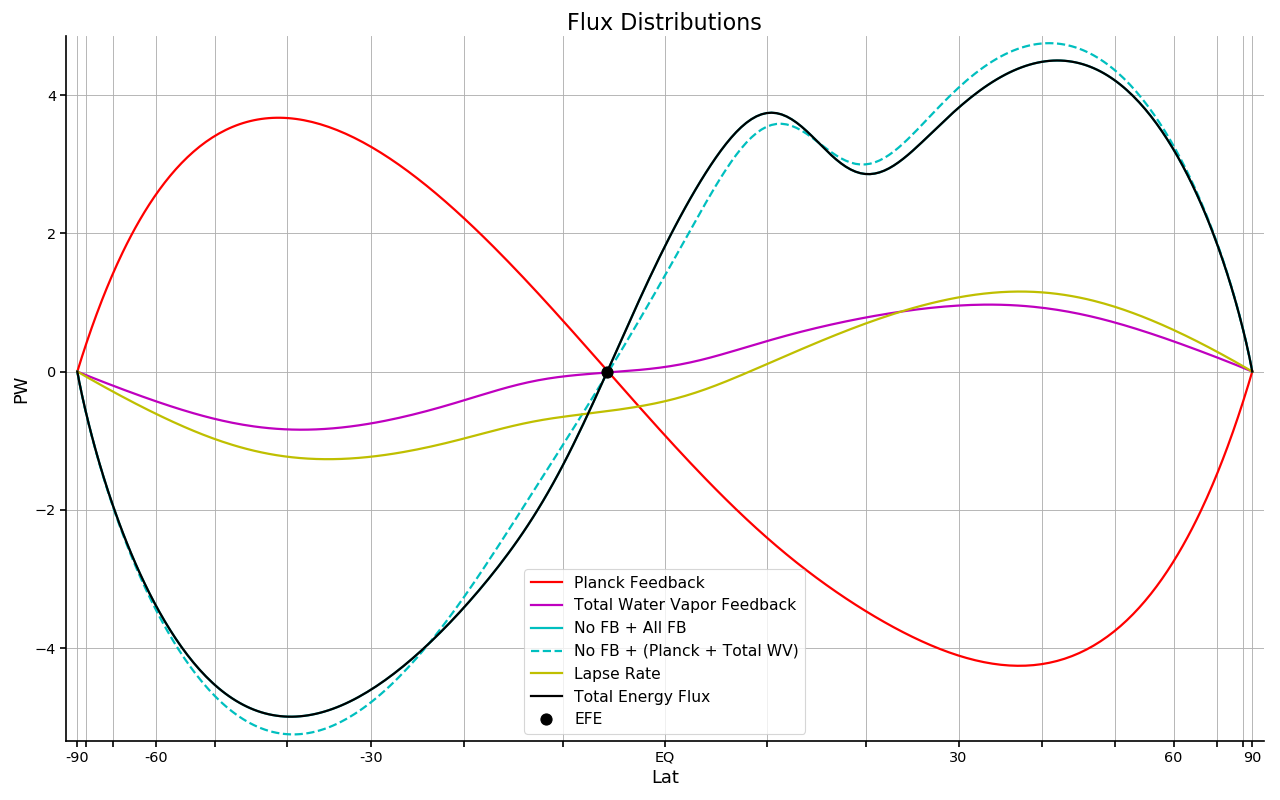 Flux Distributions
PW
4
2
0
−2
−4
Planck Feedback
Total Water Vapor Feedback
No FB + All FB
No FB + (Planck + Total WV)
Lapse Rate
Total Energy Flux
EFE
-90 -60 -30 EQ 30 60 90
Lat